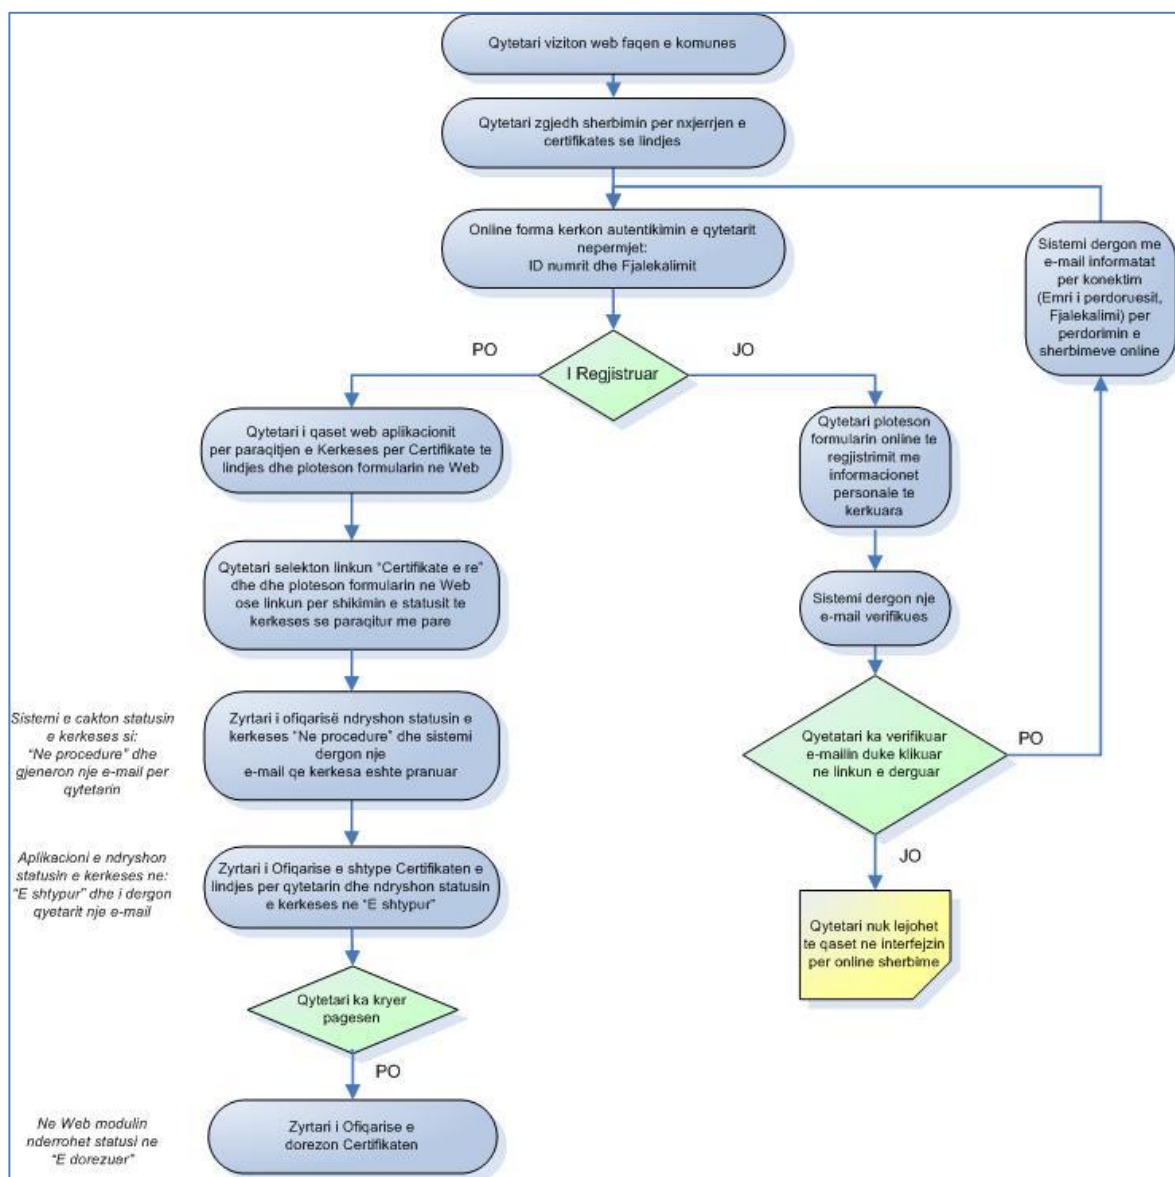 Qytetari viziton web faqen e komunes
Qytetari zgjedh sherbimin per nxjerrjen e
certifikates se lindjes
Online forma kerkon autentikimin e qytetarit
nepermjet:
ID numrit dhe Fjalekalimit
Sistemi dergon me
e-mail informatat
per konektim
(Emri i perdoruesit,
Fjalekalimi) per
perdorimin e
sherbimeve online
PO
JO
I Regjistruar
Qytetari i qaset web aplikacionit
per paraqitjen e Kerkeses per Certifikate te
lindjes dhe ploteson formularin ne Web
Qytetari ploteson
formularin online te
regjistrimit me
informacionet
personale te
kerkuara
Qytetari selekton linkun "Certifikate e re"
dhe dhe ploteson formularin ne Web
ose linkun per shikimin e statusit te
kerkeses se paraqitur me pare
Sistemi dergon nje
e-mail verifikues
Sistemi e cakton statusin
e kerkeses si:
"Ne procedure" dhe
gjeneron nje e-mail per
qytetarin
Zyrtari i ofiqarisë ndryshon statusin e
kerkeses "Ne procedure" dhe sistemi
dergon nje
e-mail qe kerkesa eshte pranuar
Qyetatari ka verifikuar
e-mailin duke klikuar
ne linkun e derguar
PO
JO
Aplikacioni e ndryshon
statusin e kerkeses ne:
"E shtypur" dhe i dergon
qyetarit nje e-mail
Zyrtari i Ofiqarise e shtype Certifikaten e
lindjes per qytetarin dhe ndryshon statusin
e kerkeses ne "E shtypur"
Qytetari nuk lejohet
te qaset ne interfejzin
per online sherbime
Qytetari ka kryer
pagesen
PO
Ne Web modulin
nderrohet statusi ne
"E dorezuar"
Zyrtari i Ofiqarise e
dorezon Certifikaten